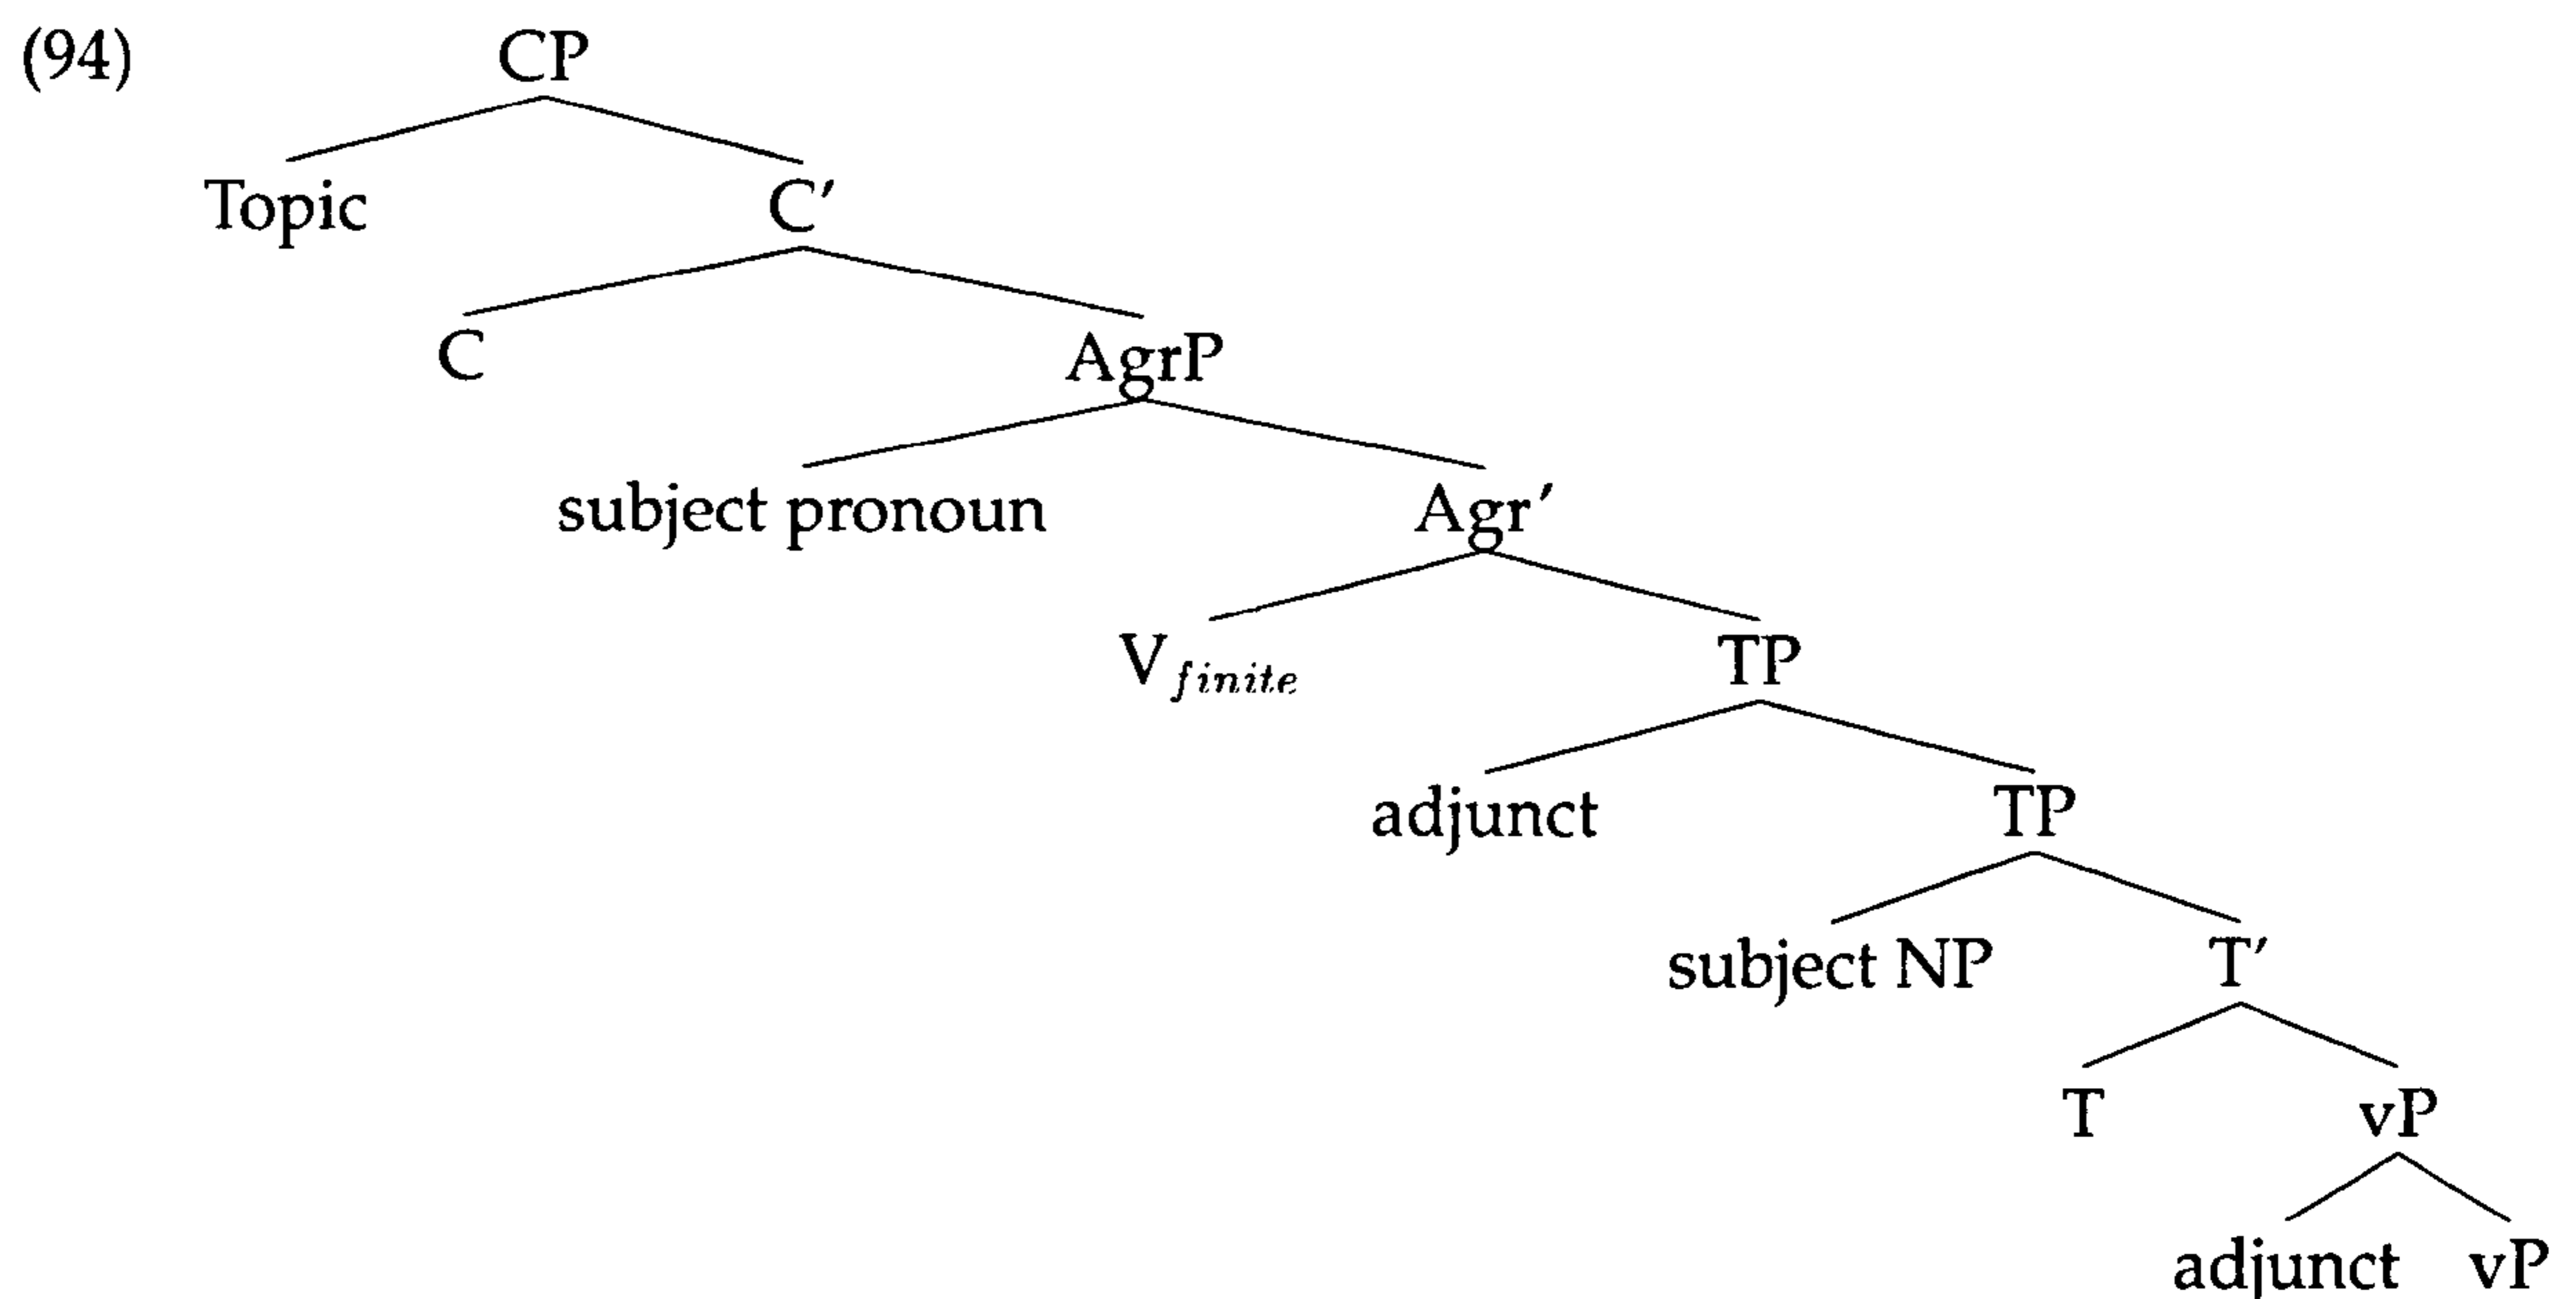 (94) CP
Topic C′
C AgrP
subject pronoun Agr′
V finite TP
adjunct TP
subject NP T′
T vP
adjunct vP